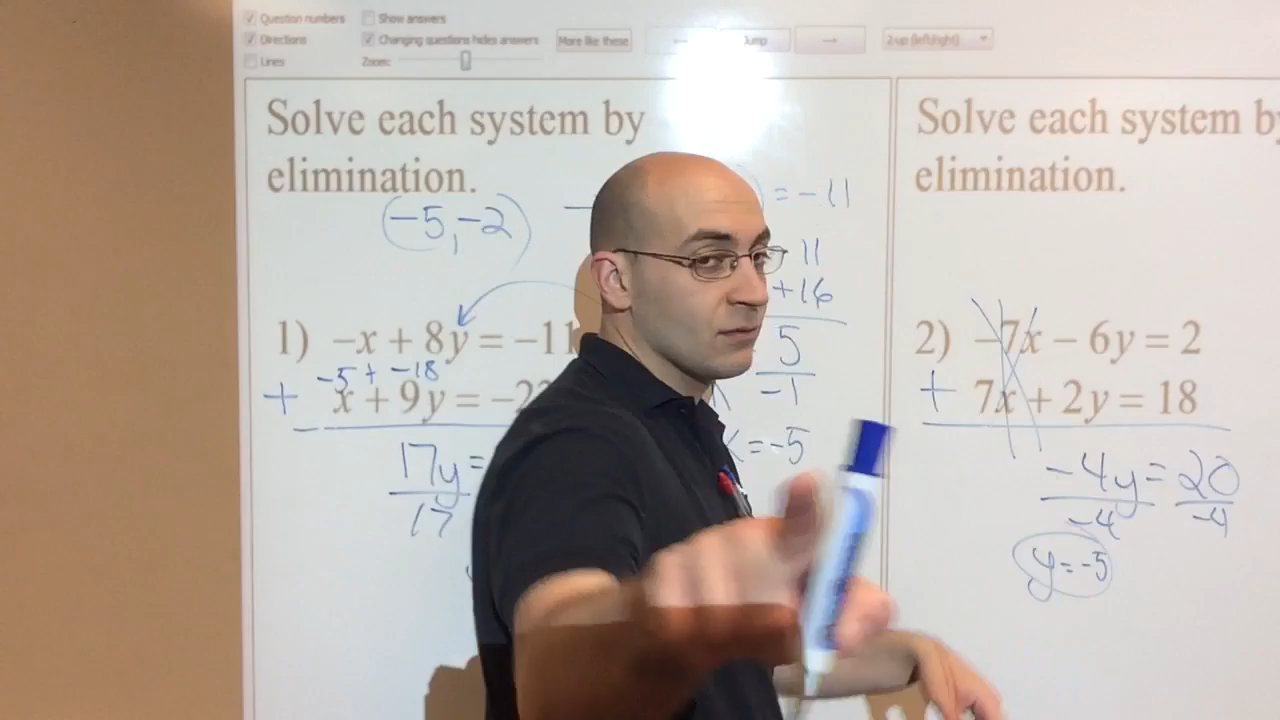 Question numbers
Show answers
Directions
Changing questions hides answers
More like these
Jump
→
2-up (left/right)
Lines
Zoom:
Solve each system by
elimination.
(-5,-2)
= -11
11
+16
5
-1
x = -5
1) −x + 8y = −11
-5 + -18
+ x + 9y = −2
17y =
17
Solve each system by
elimination.
2) −7x − 6y = 2
+ 7x + 2y = 18
-4y = 20
-4 -4
y = -5